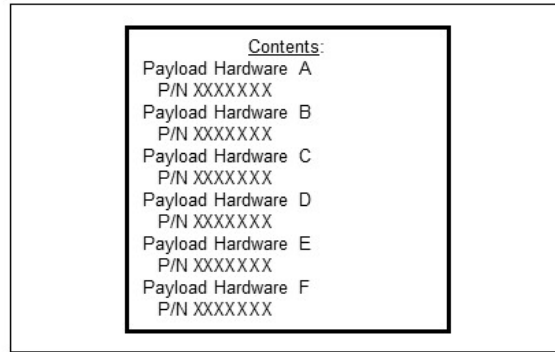 Contents:
Payload Hardware A
P/N XXXXXXX
Payload Hardware B
P/N XXXXXXX
Payload Hardware C
P/N XXXXXXX
Payload Hardware D
P/N XXXXXXX
Payload Hardware E
P/N XXXXXXX
Payload Hardware F
P/N XXXXXXX